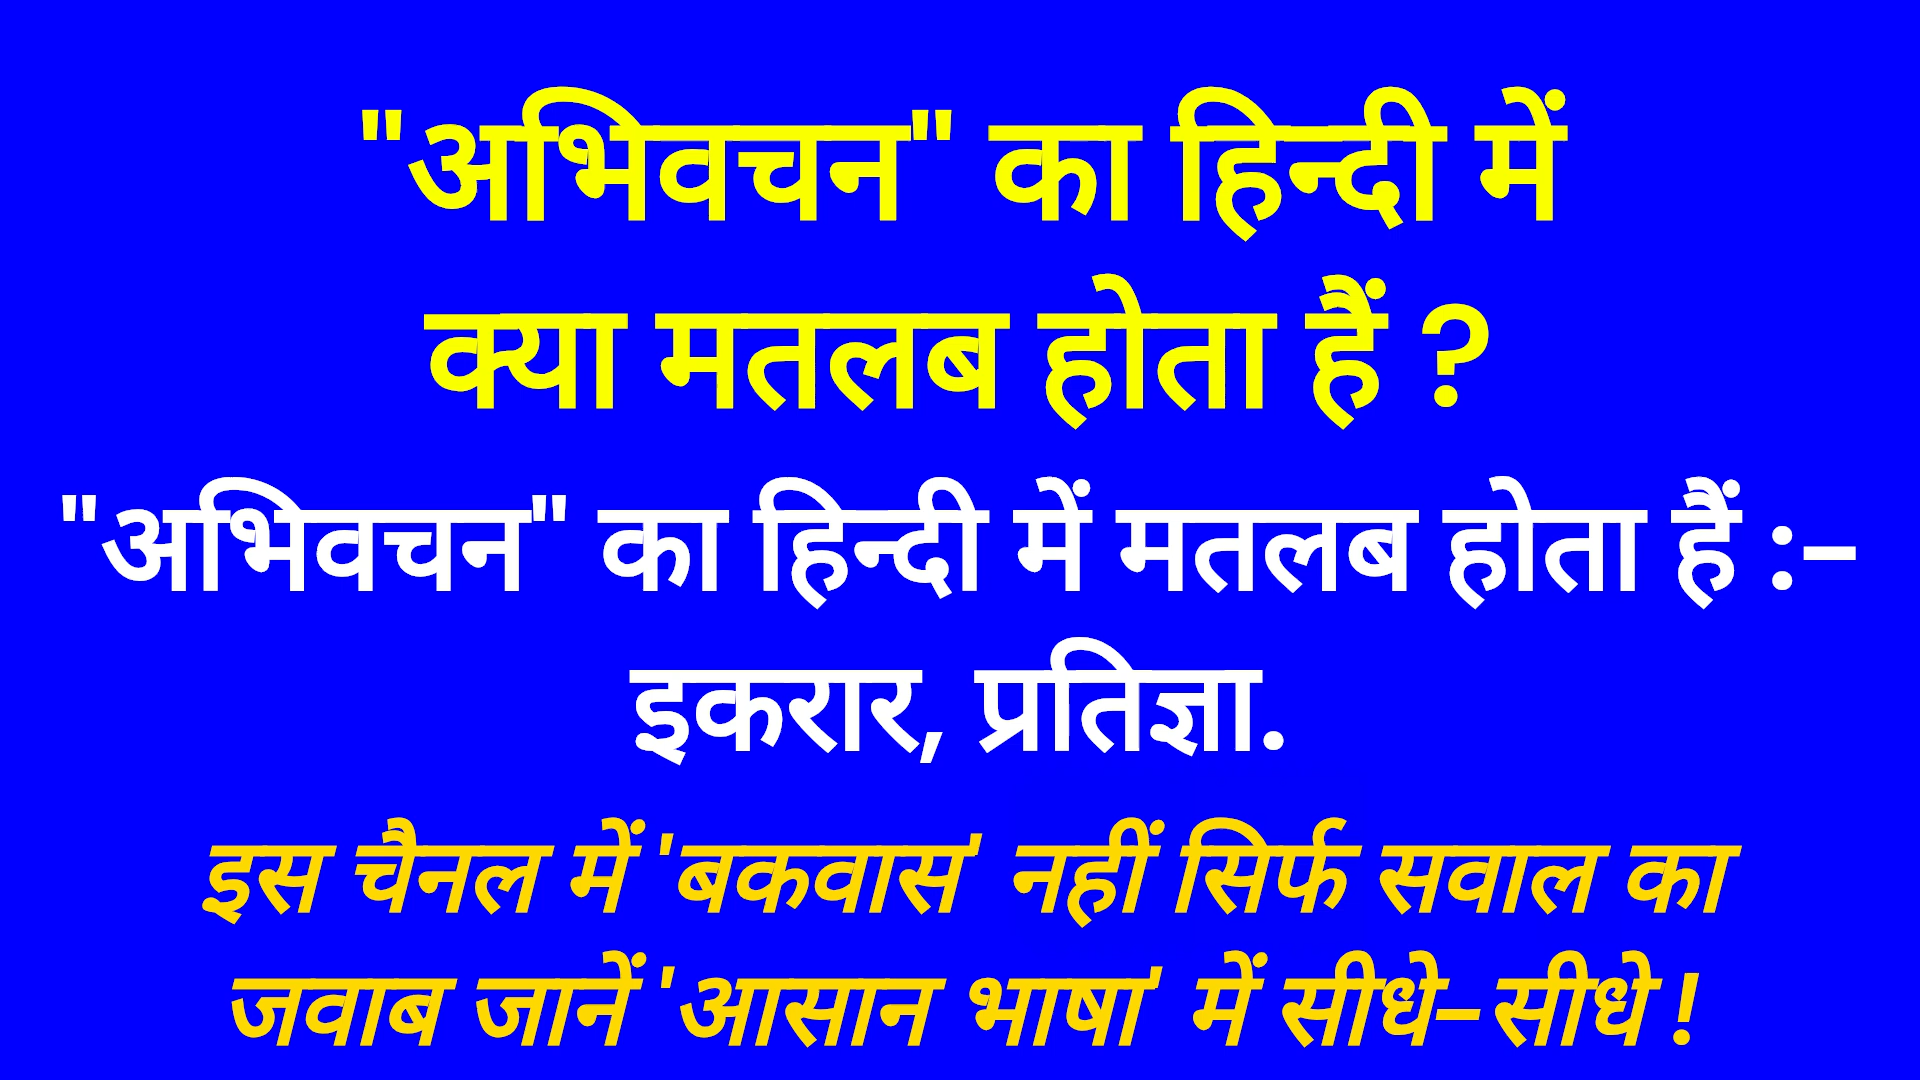 "अभिवचन" का हिन्दी में
क्या मतलब होता हैं ?
"अभिवचन" का हिन्दी में मतलब होता हैं :–
इकरार, प्रतिज्ञा.
इस चैनल में 'बकवास' नहीं सिर्फ सवाल का
जवाब जानें 'आसान भाषा' में सीधे–सीधे !